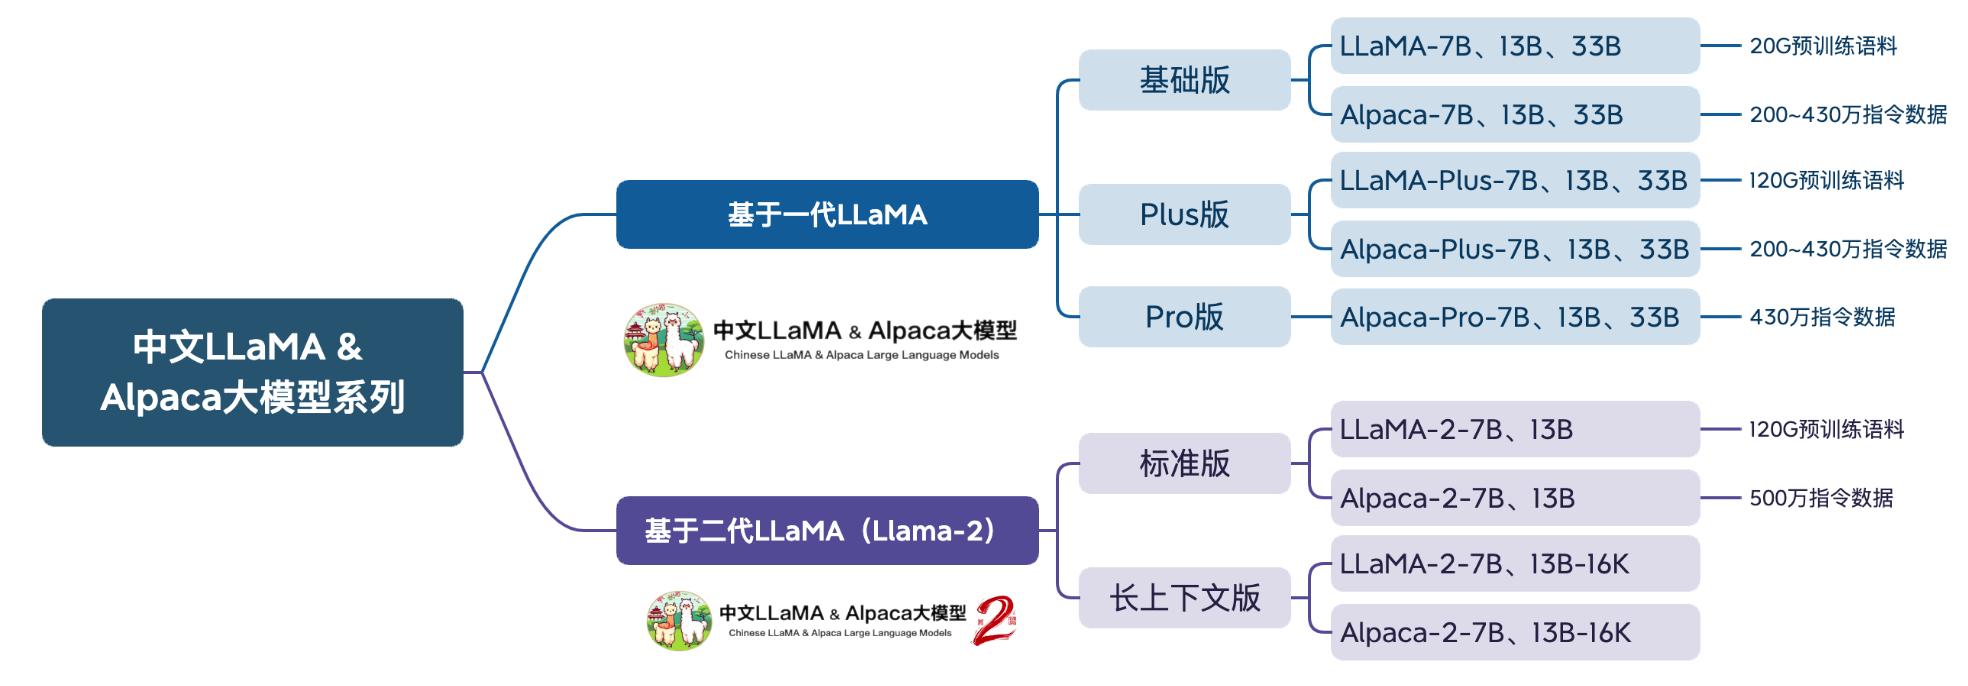 中文LLaMA &
Alpaca大模型系列
基于一代LLaMA
基础版
LLaMA-7B、13B、33B
20G预训练语料
Alpaca-7B、13B、33B
200~430万指令数据
Plus版
LLaMA-Plus-7B、13B、33B
120G预训练语料
Alpaca-Plus-7B、13B、33B
200~430万指令数据
Pro版
Alpaca-Pro-7B、13B、33B
430万指令数据
中文LLaMA & Alpaca大模型
Chinese LLaMA & Alpaca Large Language Models
基于二代LLaMA（Llama-2）
标准版
LLaMA-2-7B、13B
120G预训练语料
Alpaca-2-7B、13B
500万指令数据
长上下文版
LLaMA-2-7B、13B-16K
Alpaca-2-7B、13B-16K
中文LLaMA & Alpaca大模型 2
Chinese LLaMA & Alpaca Large Language Models